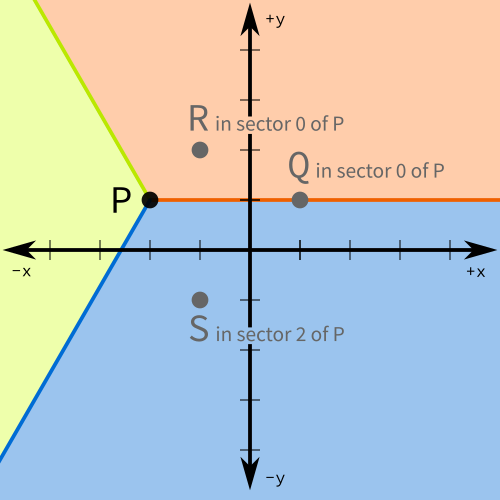 +y
R in sector 0 of P
Q in sector 0 of P
P
-x
+x
S in sector 2 of P
-y